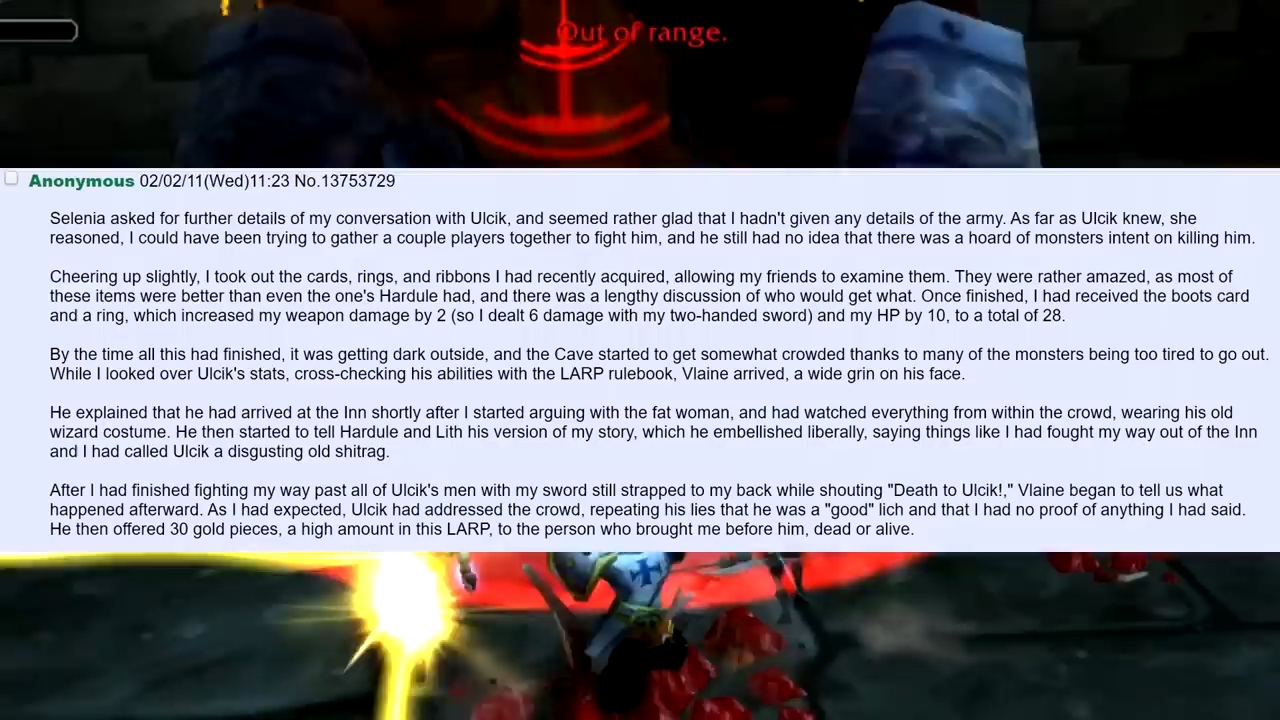 Out of range.
Anonymous 02/02/11(Wed)11:23 No.13753729
Selenia asked for further details of my conversation with Ulcik, and seemed rather glad that I hadn't given any details of the army. As far as Ulcik knew, she
reasoned, I could have been trying to gather a couple players together to fight him, and he still had no idea that there was a hoard of monsters intent on killing him.
Cheering up slightly, I took out the cards, rings, and ribbons I had recently acquired, allowing my friends to examine them. They were rather amazed, as most of
these items were better than even the one's Hardule had, and there was a lengthy discussion of who would get what. Once finished, I had received the boots card
and a ring, which increased my weapon damage by 2 (so I dealt 6 damage with my two-handed sword) and my HP by 10, to a total of 28.
By the time all this had finished, it was getting dark outside, and the Cave started to get somewhat crowded thanks to many of the monsters being too tired to go out.
While I looked over Ulcik's stats, cross-checking his abilities with the LARP rulebook, Vlaine arrived, a wide grin on his face.
He explained that he had arrived at the Inn shortly after I started arguing with the fat woman, and had watched everything from within the crowd, wearing his old
wizard costume. He then started to tell Hardule and Lith his version of my story, which he embellished liberally, saying things like I had fought my way out of the Inn
and I had called Ulcik a disgusting old shitrag.
After I had finished fighting my way past all of Ulcik's men with my sword still strapped to my back while shouting "Death to Ulcik!," Vlaine began to tell us what
happened afterward. As I had expected, Ulcik had addressed the crowd, repeating his lies that he was a "good" lich and that I had no proof of anything I had said.
He then offered 30 gold pieces, a high amount in this LARP, to the person who brought me before him, dead or alive.